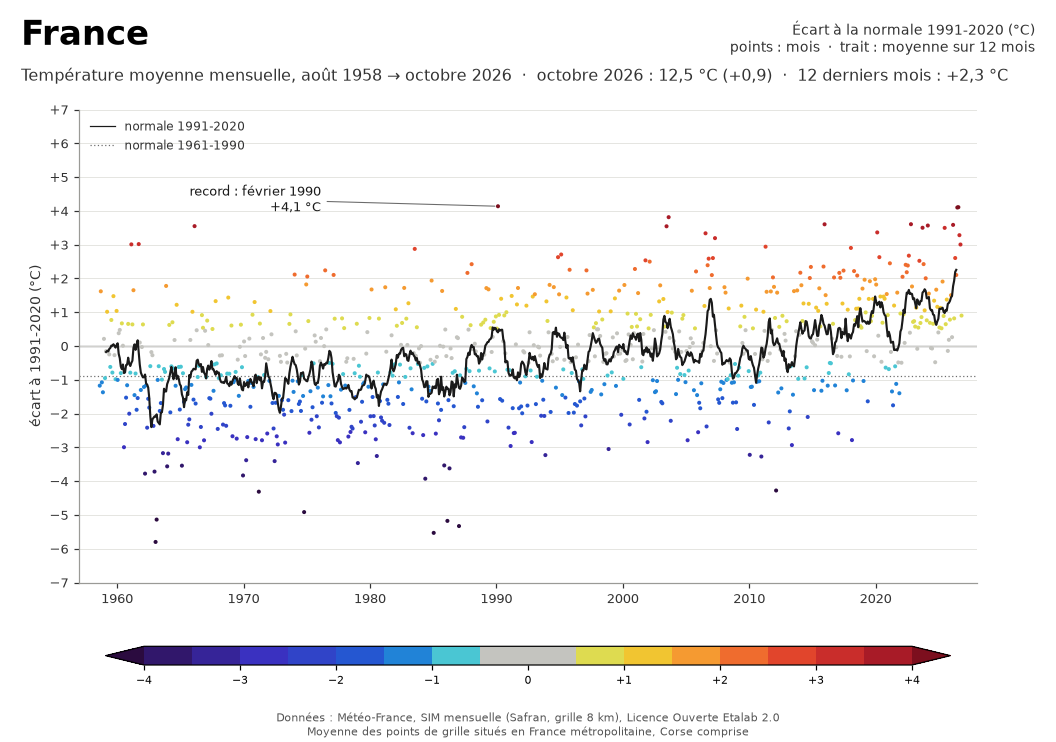 France
Écart à la normale 1991-2020 (°C)
points : mois · trait : moyenne sur 12 mois
Température moyenne mensuelle, août 1958 → octobre 2026 · octobre 2026 : 12,5 °C (+0,9) · 12 derniers mois : +2,3 °C
écart à 1991-2020 (°C)
+7
+6
+5
+4
+3
+2
+1
0
−1
−2
−3
−4
−5
−6
−7
normale 1991-2020
normale 1961-1990
record : février 1990
+4,1 °C
1960 1970 1980 1990 2000 2010 2020
−4 −3 −2 −1 0 +1 +2 +3 +4
Données : Météo-France, SIM mensuelle (Safran, grille 8 km), Licence Ouverte Etalab 2.0
Moyenne des points de grille situés en France métropolitaine, Corse comprise